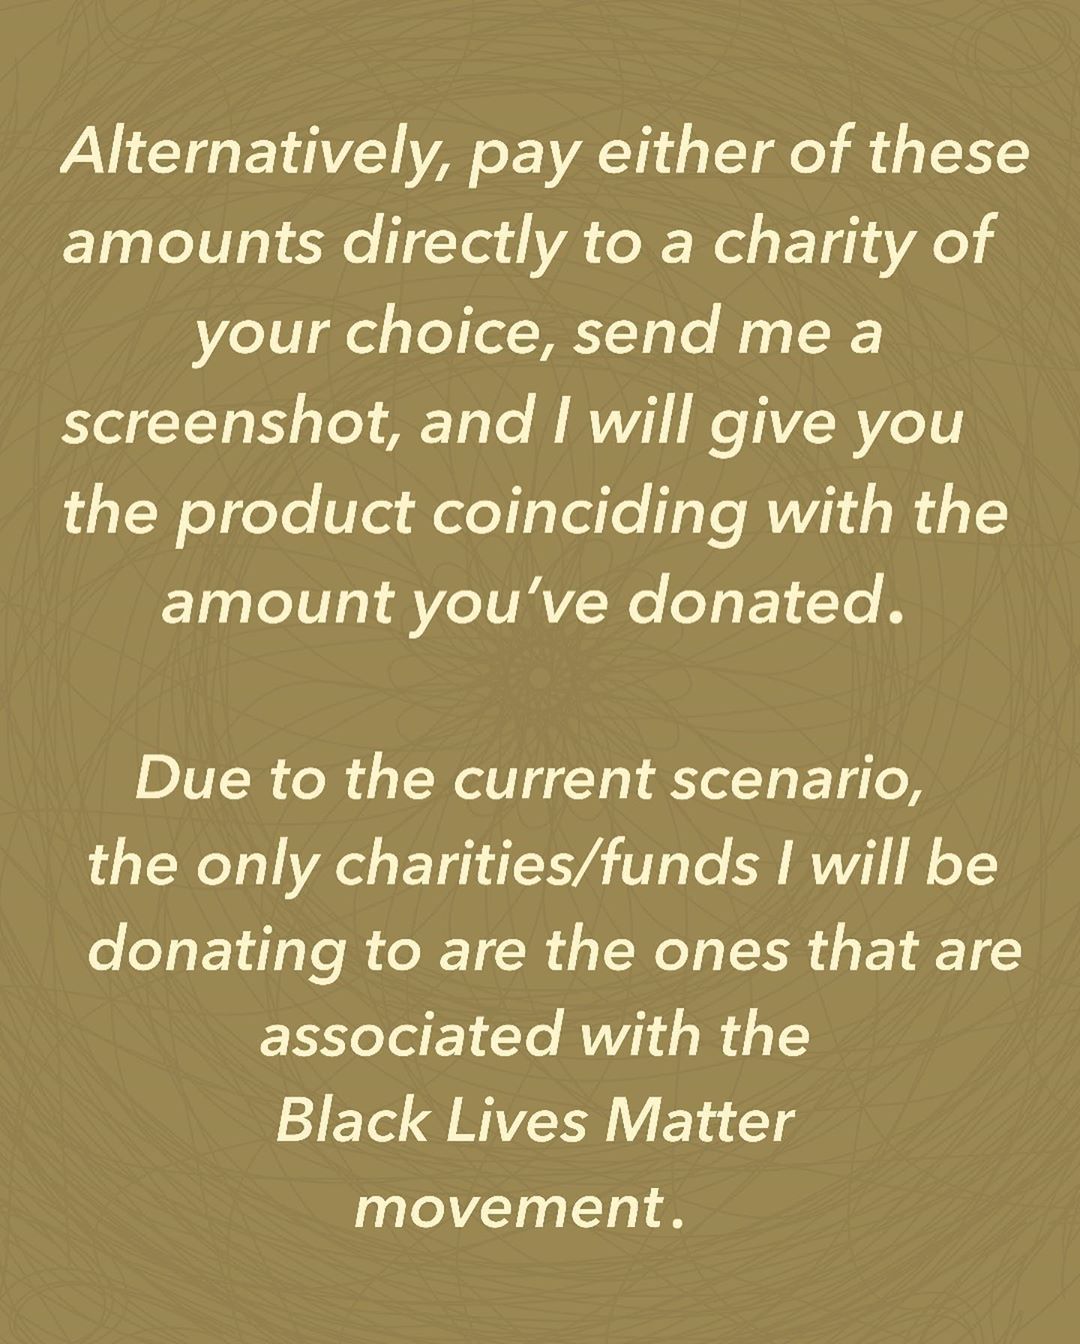 Alternatively, pay either of these
amounts directly to a charity of
your choice, send me a
screenshot, and I will give you
the product coinciding with the
amount you’ve donated.
Due to the current scenario,
the only charities/funds I will be
donating to are the ones that are
associated with the
Black Lives Matter
movement.